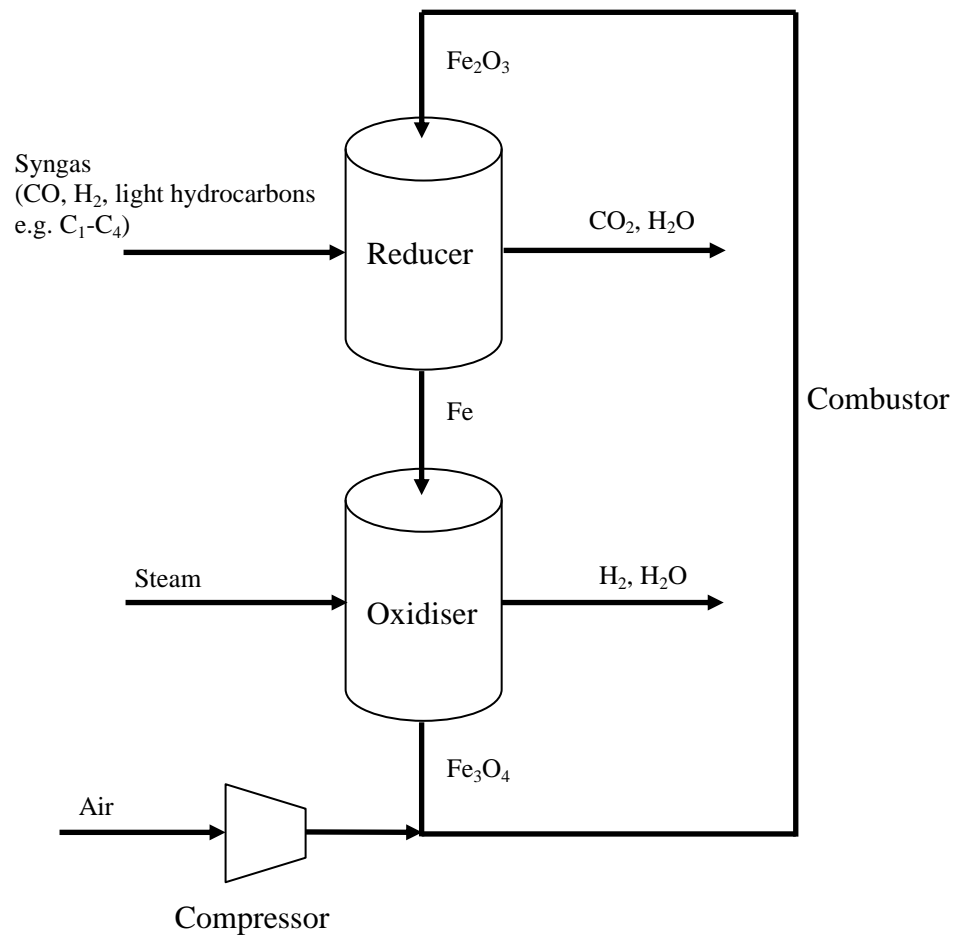 Fe₂O₃
Syngas
(CO, H₂, light hydrocarbons
e.g. C₁-C₄)
CO₂, H₂O
Reducer
Combustor
Fe
Steam
H₂, H₂O
Oxidiser
Fe₃O₄
Air
Compressor